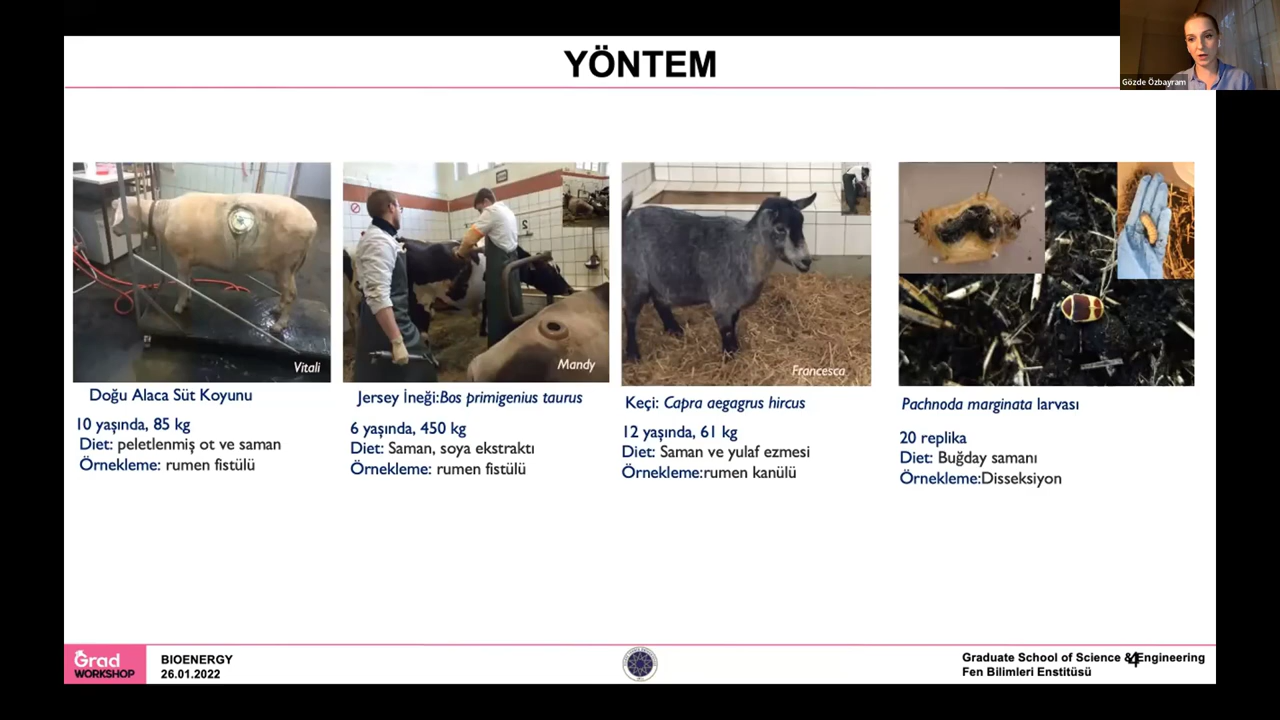 YÖNTEM
Gözde Özbayram
Vitali
Doğu Alaca Süt Koyunu
10 yaşında, 85 kg
Diet: peletlenmiş ot ve saman
Örnekleme: rumen fistülü
Mandy
Jersey İneği:Bos primigenius taurus
6 yaşında, 450 kg
Diet: Saman, soya ekstraktı
Örnekleme: rumen fistülü
Francesca
Keçi: Capra aegagrus hircus
12 yaşında, 61 kg
Diet: Saman ve yulaf ezmesi
Örnekleme:rumen kanülü
Pachnoda marginata larvası
20 replika
Diet: Buğday samanı
Örnekleme:Disseksiyon
Grad
WORKSHOP
BIOENERGY
26.01.2022
Graduate School of Science & Engineering
Fen Bilimleri Enstitüsü
4